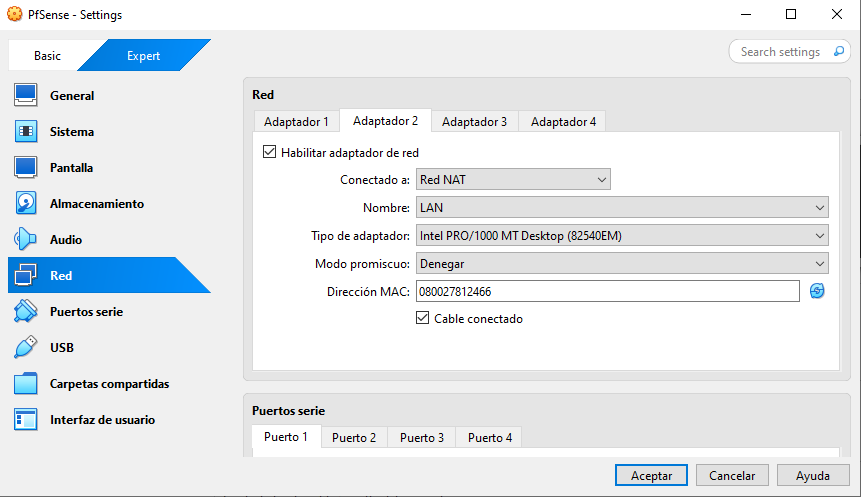 PfSense - Settings
Basic
Expert
Search settings
General
Sistema
Pantalla
Almacenamiento
Audio
Red
Puertos serie
USB
Carpetas compartidas
Interfaz de usuario
Red
Adaptador 1
Adaptador 2
Adaptador 3
Adaptador 4
Habilitar adaptador de red
Conectado a: Red NAT
Nombre: LAN
Tipo de adaptador: Intel PRO/1000 MT Desktop (82540EM)
Modo promiscuo: Denegar
Dirección MAC: 080027812466
Cable conectado
Puertos serie
Puerto 1
Puerto 2
Puerto 3
Puerto 4
Aceptar
Cancelar
Ayuda